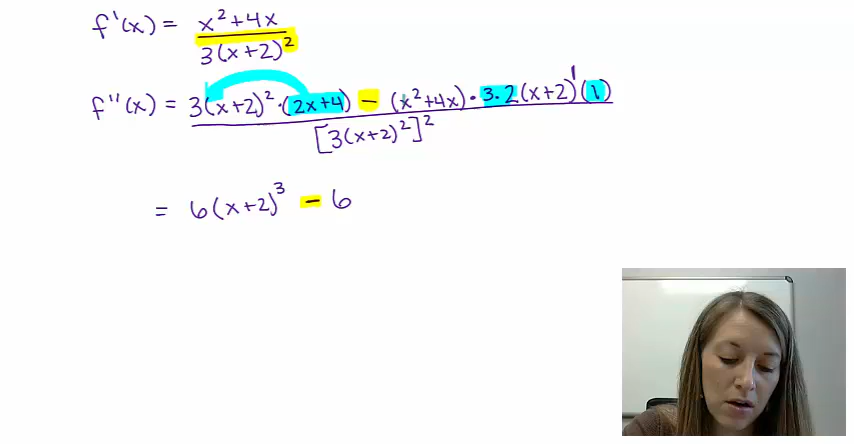 f'(x) = x²+4x / 3(x+2)²
f''(x) = 3(x+2)²·(2x+4) − (x²+4x)·3·2(x+2)¹(1) / [3(x+2)²]²
= 6(x+2)³ − 6